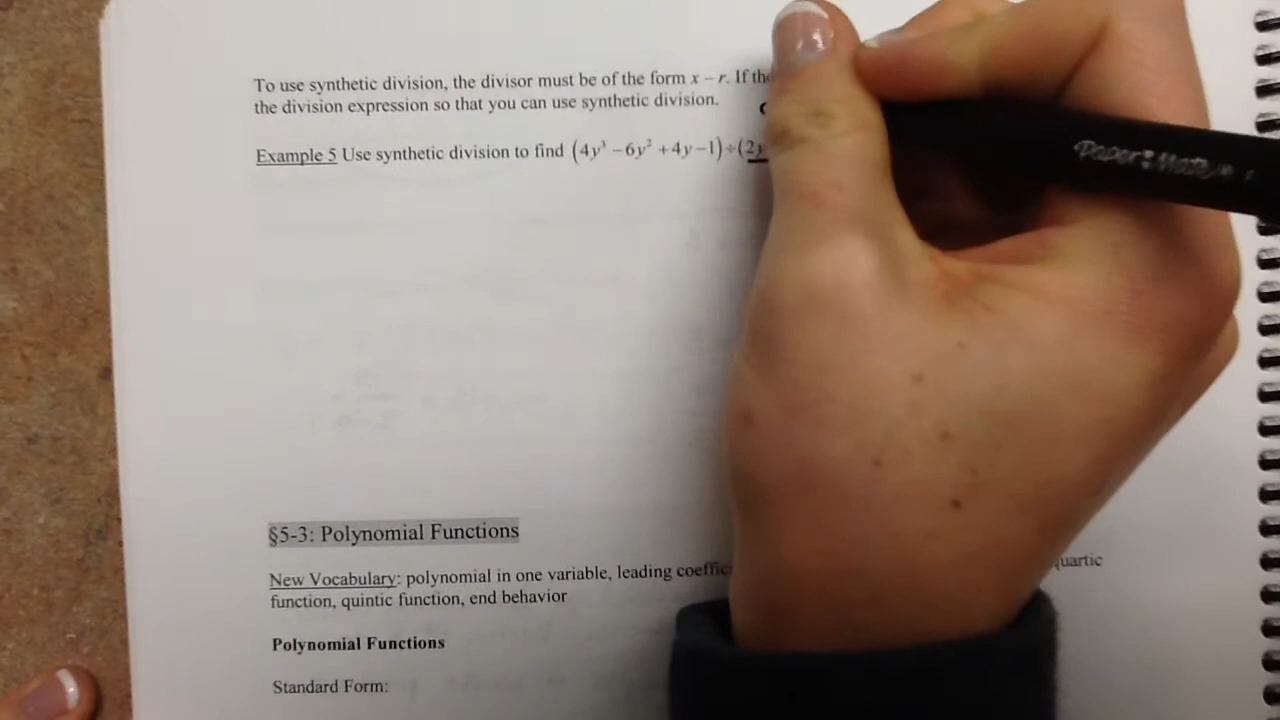 To use synthetic division, the divisor must be of the form x – r. If the
the division expression so that you can use synthetic division.
Example 5 Use synthetic division to find (4y³ – 6y² + 4y – 1) ÷ (2y
Paper Mate
§5-3: Polynomial Functions
New Vocabulary: polynomial in one variable, leading quartic
function, quintic function, end behavior
Polynomial Functions
Standard Form: